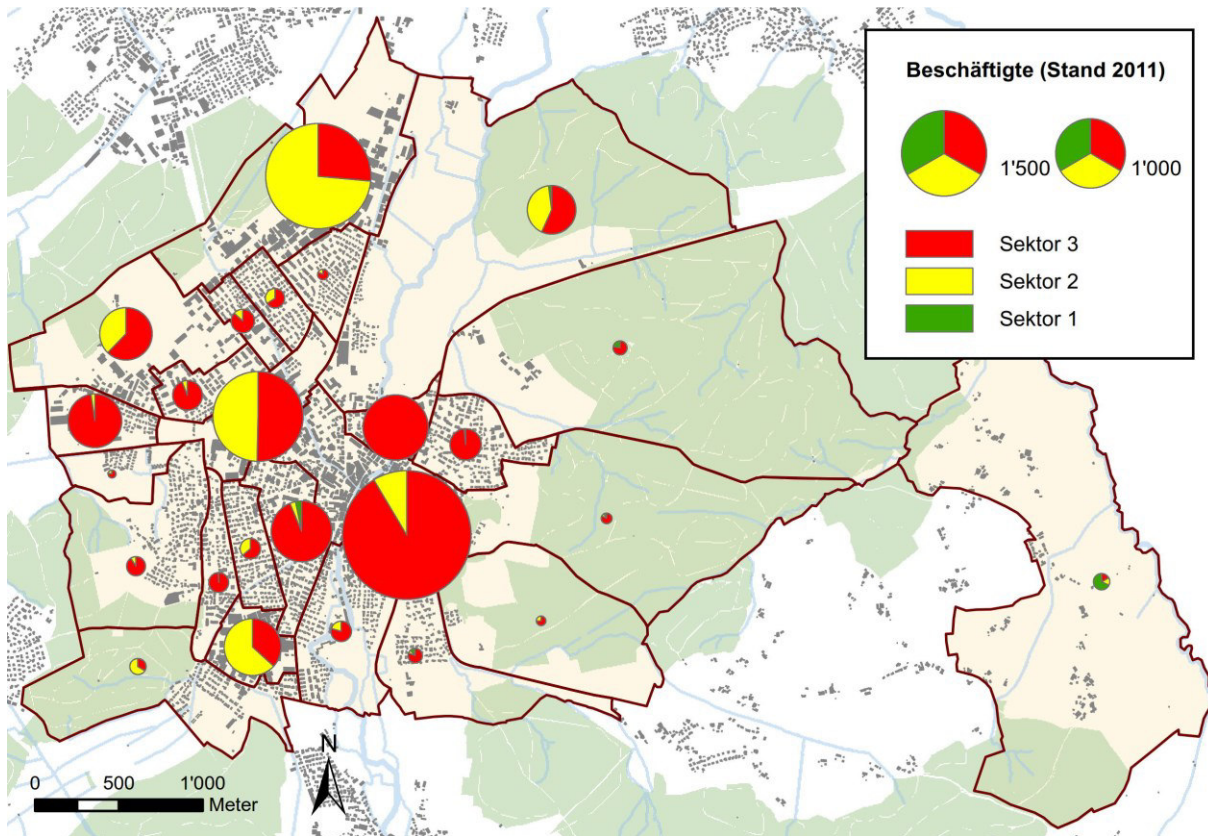 Beschäftigte (Stand 2011)
1'500
1'000
Sektor 3
Sektor 2
Sektor 1
N
0 500 1'000
Meter